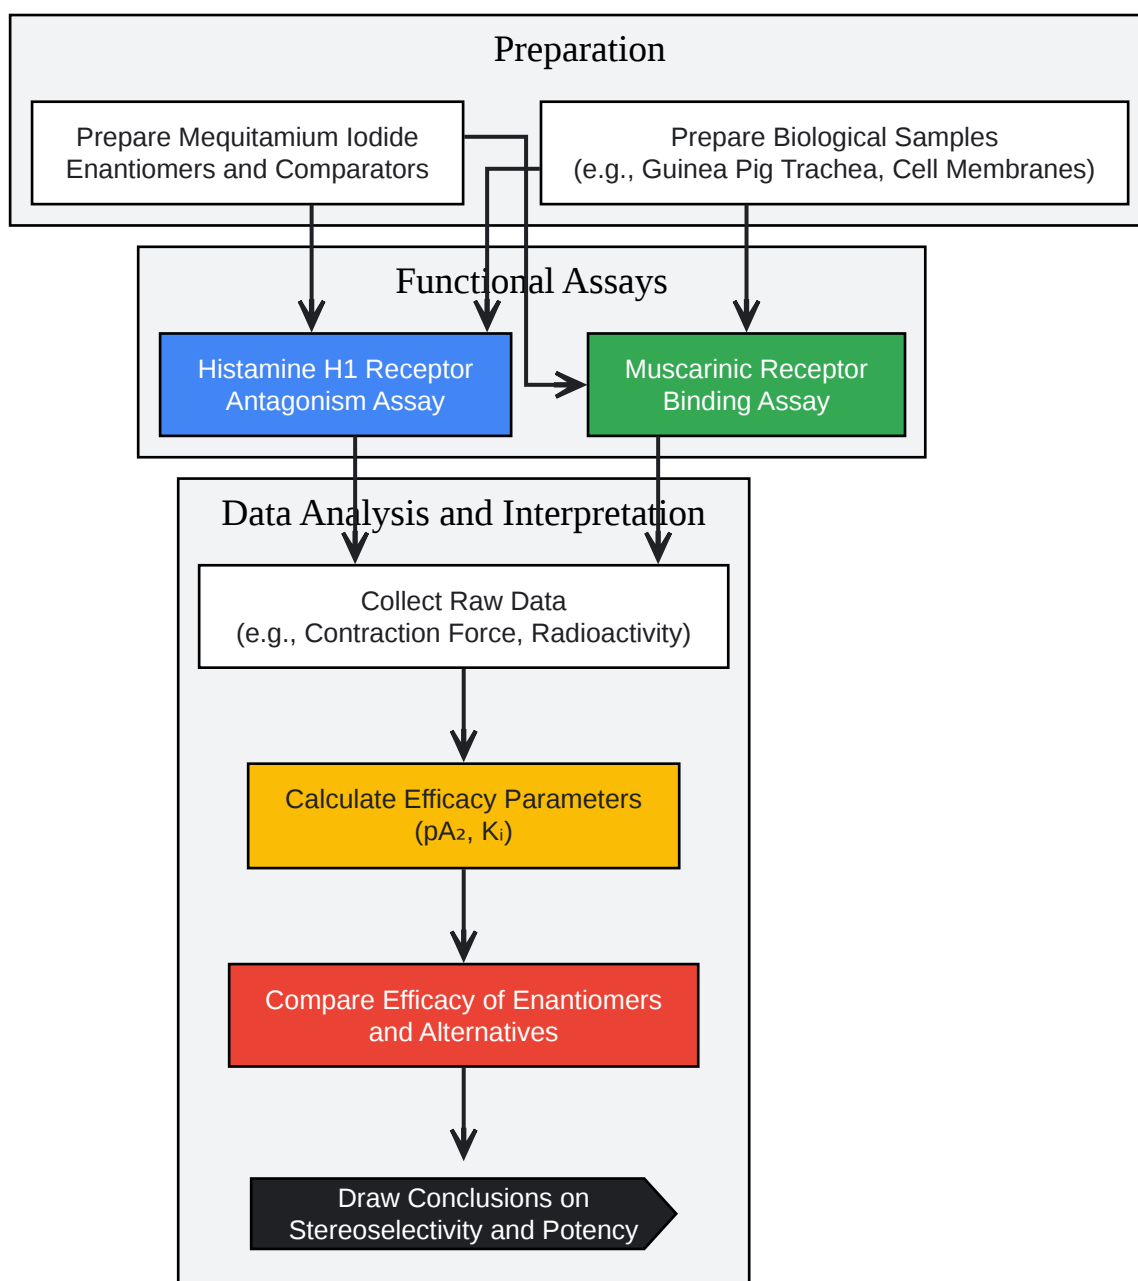 Preparation
Prepare Mequitamium Iodide
Enantiomers and Comparators
Prepare Biological Samples
(e.g., Guinea Pig Trachea, Cell Membranes)
Functional Assays
Histamine H1 Receptor
Antagonism Assay
Muscarinic Receptor
Binding Assay
Data Analysis and Interpretation
Collect Raw Data
(e.g., Contraction Force, Radioactivity)
Calculate Efficacy Parameters
(pA₂, Kᵢ)
Compare Efficacy of Enantiomers
and Alternatives
Draw Conclusions on
Stereoselectivity and Potency